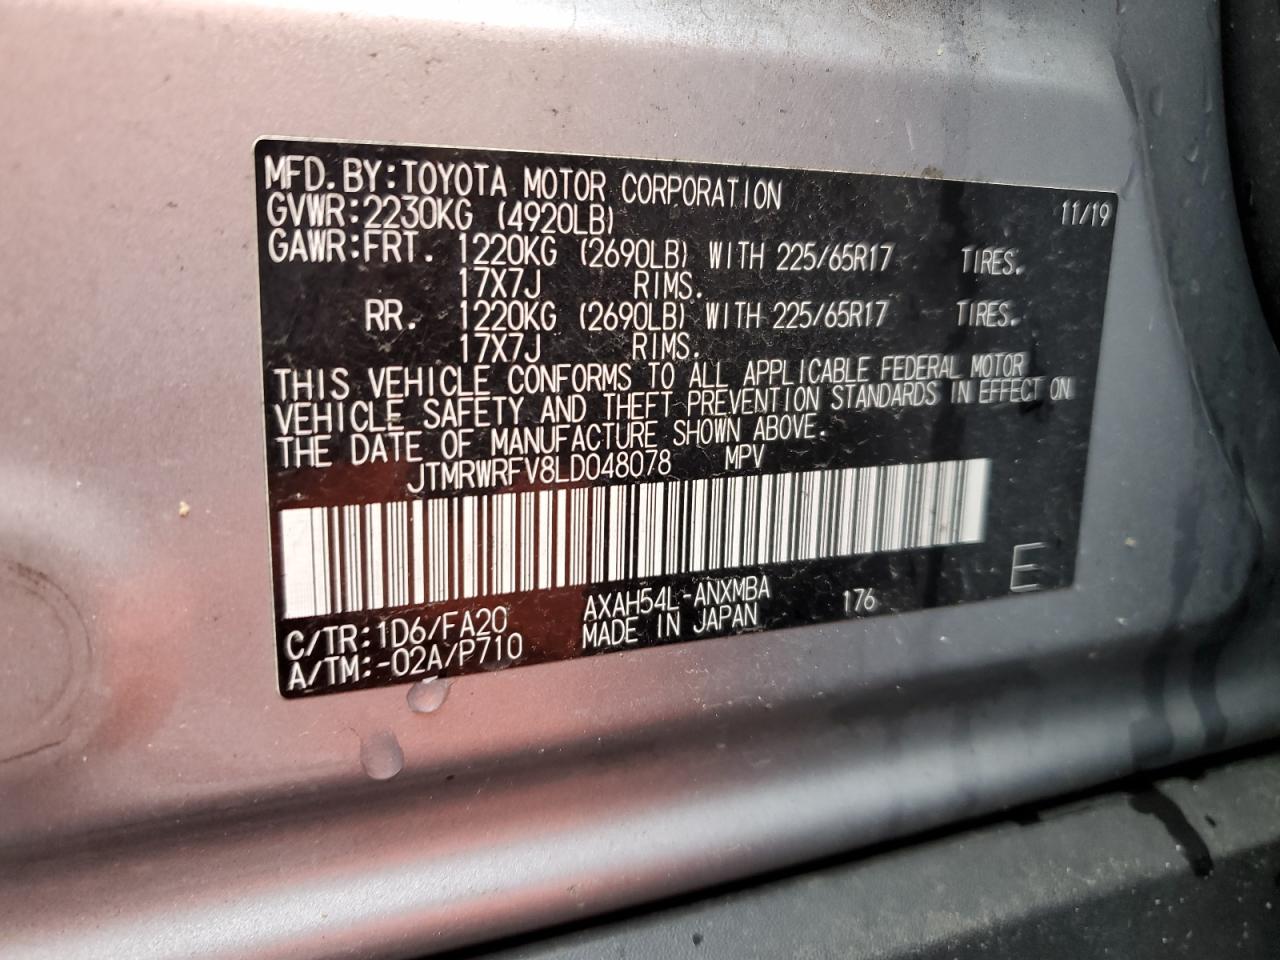 MFD.BY:TOYOTA MOTOR CORPORATION 11/19
GVWR:2230KG (4920LB)
GAWR:FRT. 1220KG (2690LB) WITH 225/65R17 TIRES.
17X7J RIMS.
RR. 1220KG (2690LB) WITH 225/65R17 TIRES.
17X7J RIMS.
THIS VEHICLE CONFORMS TO ALL APPLICABLE FEDERAL MOTOR
VEHICLE SAFETY AND THEFT PREVENTION STANDARDS IN EFFECT ON
THE DATE OF MANUFACTURE SHOWN ABOVE.
JTMRWRFV8LD048078 MPV
E
C/TR:1D6/FA20 AXAH54L-ANXMBA 176
A/TM:-02A/P710 MADE IN JAPAN